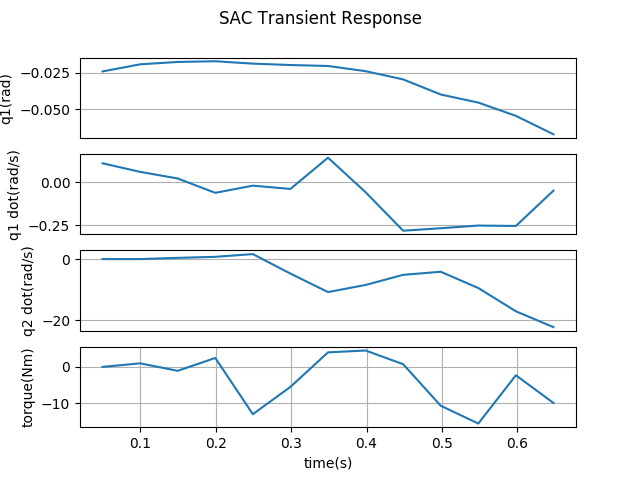 SAC Transient Response
q1(rad)
−0.025
−0.050
q1 dot(rad/s)
0.00
−0.25
q2 dot(rad/s)
0
−20
torque(Nm)
0
−10
0.1 0.2 0.3 0.4 0.5 0.6
time(s)